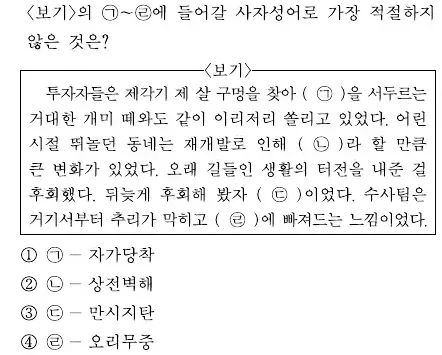 <보기>의 ㉠~㉣에 들어갈 사자성어로 가장 적절하지
않은 것은?
<보기>
투자자들은 제각기 제 살 구멍을 찾아 ( ㉠ )을 서두르는
거대한 개미 떼와도 같이 이리저리 쏠리고 있었다. 어린
시절 뛰놀던 동네는 재개발로 인해 ( ㉡ )라 할 만큼
큰 변화가 있었다. 오래 길들인 생활의 터전을 내준 걸
후회했다. 뒤늦게 후회해 봤자 ( ㉢ )이었다. 수사팀은
거기서부터 추리가 막히고 ( ㉣ )에 빠져드는 느낌이었다.
① ㉠ - 자가당착
② ㉡ - 상전벽해
③ ㉢ - 만시지탄
④ ㉣ - 오리무중